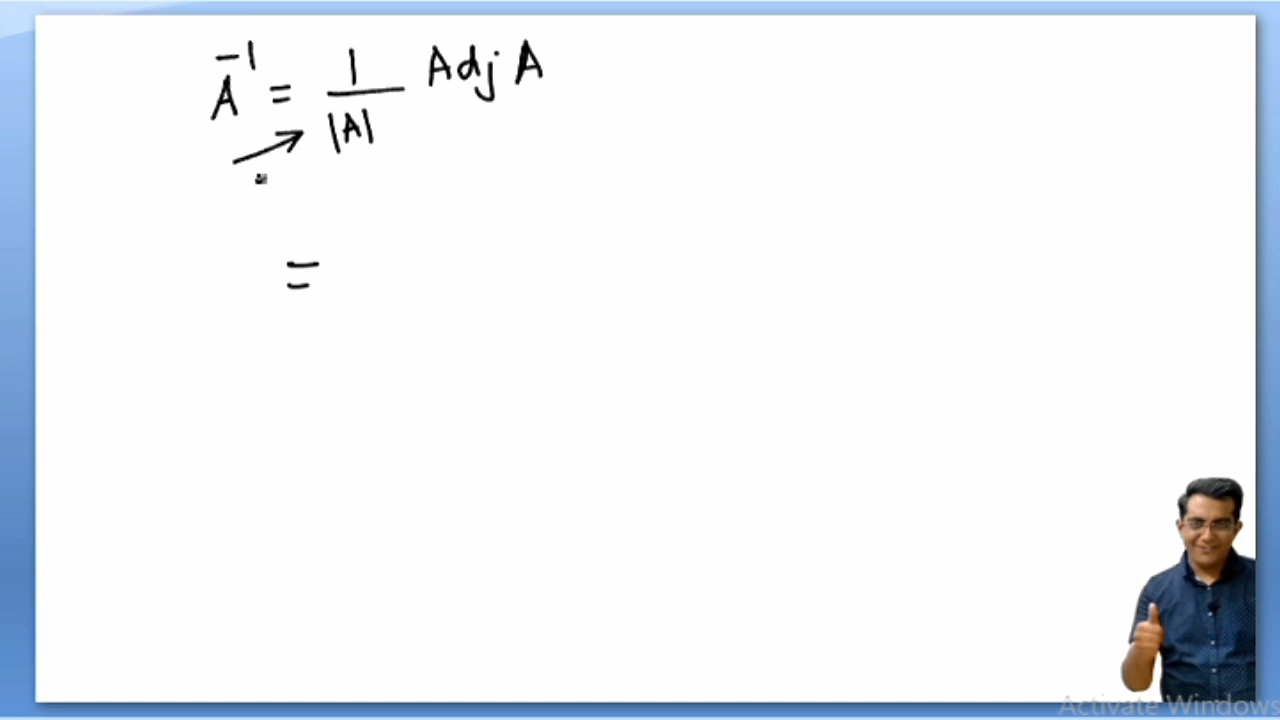 A⁻¹ = 1/|A| Adj A
=
Activate Windows